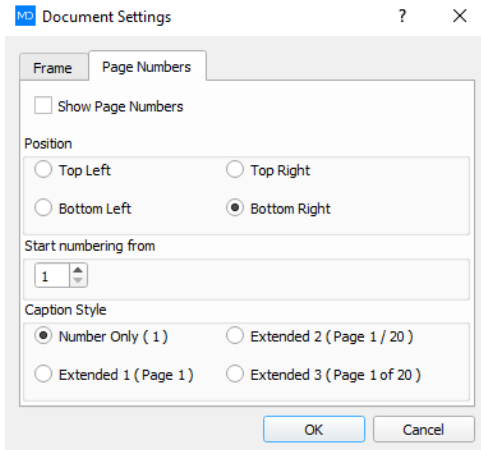 MD Document Settings ? ×
Frame Page Numbers
Show Page Numbers
Position
Top Left Top Right
Bottom Left Bottom Right
Start numbering from
1
Caption Style
Number Only ( 1 ) Extended 2 ( Page 1 / 20 )
Extended 1 ( Page 1 ) Extended 3 ( Page 1 of 20 )
OK Cancel